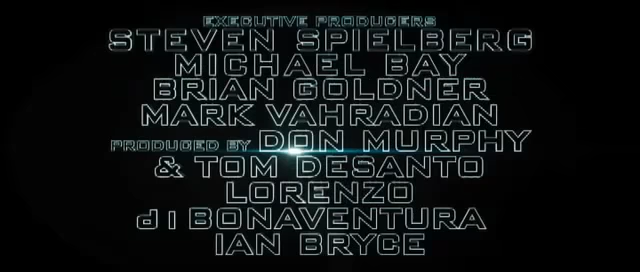 EXECUTIVE PRODUCERS
STEVEN SPIELBERG
MICHAEL BAY
BRIAN GOLDNER
MARK VAHRADIAN
PRODUCED BY DON MURPHY
& TOM DESANTO
LORENZO
di BONAVENTURA
IAN BRYCE